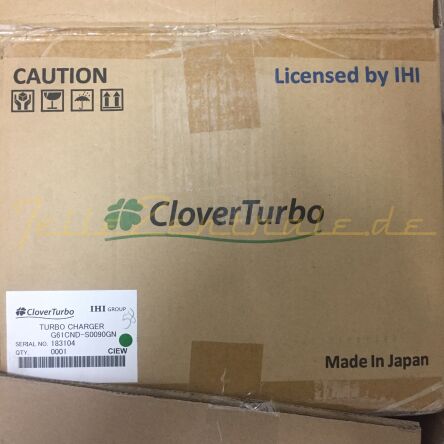 CAUTION
Licensed by IHI
CloverTurbo
CloverTurbo IHI GROUP
TURBO CHARGER
G61CND-S0090GN
SERIAL NO. 183104
QTY. 0001 CIEW
58
Made In Japan